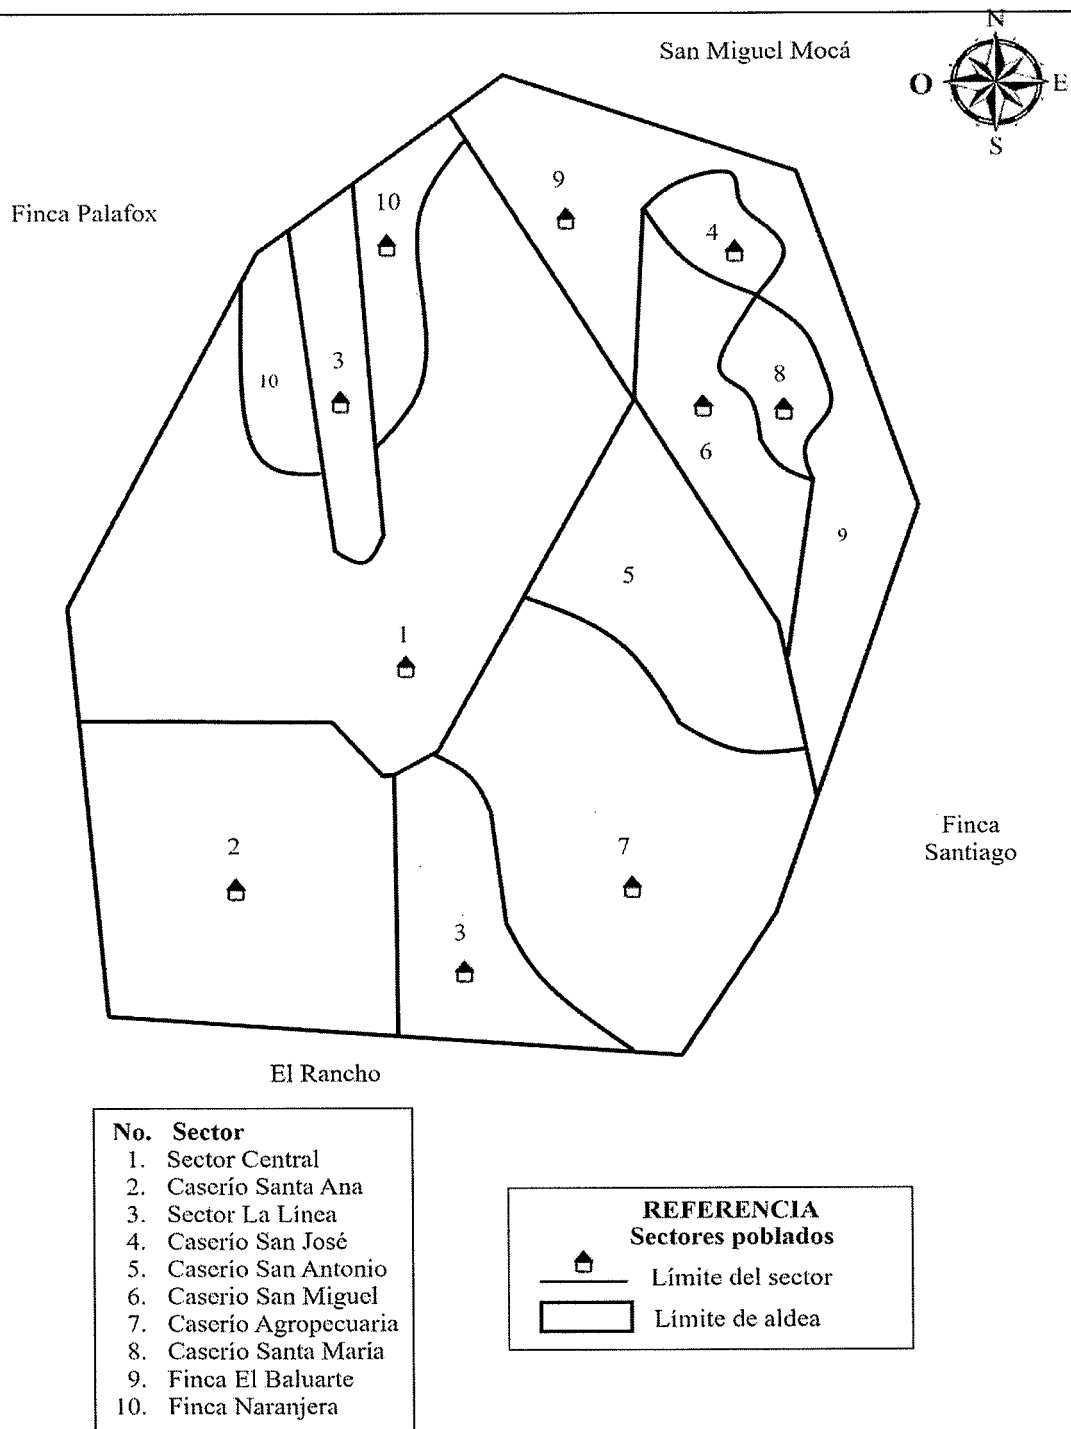 N
San Miguel Mocá
O
E
S
9
Finca Palafox
10
4
3
8
10
6
9
5
1
2
7
Finca
Santiago
3
El Rancho
No. Sector
1. Sector Central
2. Caserío Santa Ana
3. Sector La Línea
4. Caserío San José
5. Caserío San Antonio
6. Caserio San Miguel
7. Caserío Agropecuaria
8. Caserío Santa María
9. Finca El Baluarte
10. Finca Naranjera
REFERENCIA
Sectores poblados
Límite del sector
Límite de aldea